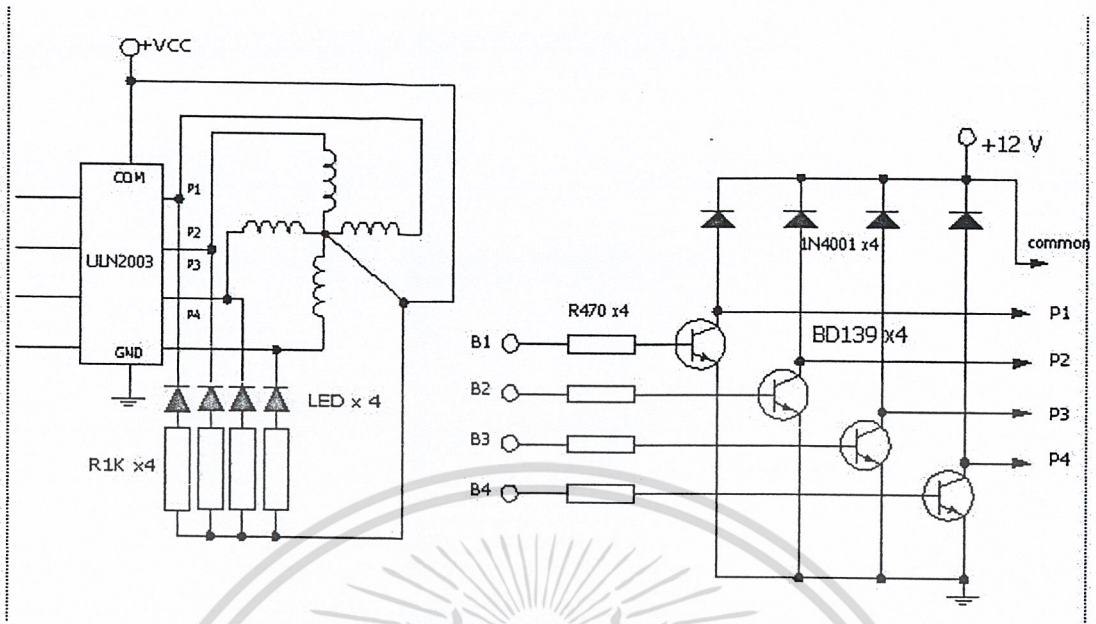 +VCC
COM
P1
P2
ULN2003
P3
P4
GND
LED x 4
R1K x4
+12 V
1N4001 x4
common
R470 x4
P1
B1
BD139 x4
P2
B2
P3
B3
P4
B4